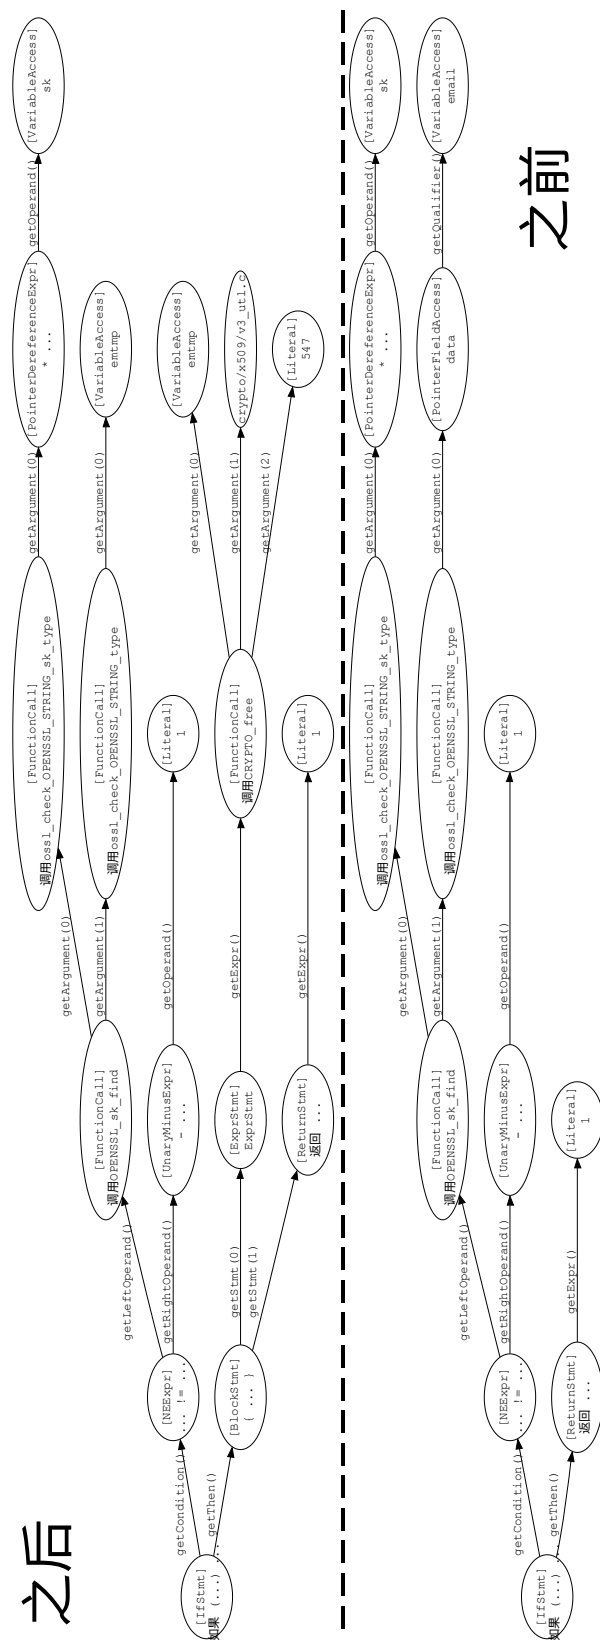 之后
[VariableAccess]
sk
getOperand()
[PointerDereferenceExpr]
* ...
getArgument(0)
[FunctionCall]
调用ossl_check_OPENSSL_STRING_sk_type
getArgument(0)
[VariableAccess]
emtmp
getArgument(0)
[FunctionCall]
调用ossl_check_OPENSSL_STRING_type
getArgument(1)
[FunctionCall]
调用OPENSSL_sk_find
getLeftOperand()
[Literal]
1
getOperand()
[UnaryMinusExpr]
- ...
getRightOperand()
[NEExpr]
... != ...
getCondition()
[VariableAccess]
emtmp
getArgument(0)
crypto/x509/v3_utl.c
getArgument(1)
[Literal]
547
getArgument(2)
[FunctionCall]
调用CRYPTO_free
getExpr()
[ExprStmt]
ExprStmt
getStmt(0)
[Literal]
1
getExpr()
[ReturnStmt]
返回 ...
getStmt(1)
[BlockStmt]
{ ... }
getThen()
[IfStmt]
如果 (...) ...
之前
[VariableAccess]
sk
getOperand()
[PointerDereferenceExpr]
* ...
getArgument(0)
[FunctionCall]
调用ossl_check_OPENSSL_STRING_sk_type
getArgument(0)
[VariableAccess]
email
getQualifier()
[PointerFieldAccess]
data
getArgument(0)
[FunctionCall]
调用ossl_check_OPENSSL_STRING_type
getArgument(1)
[FunctionCall]
调用OPENSSL_sk_find
getLeftOperand()
[Literal]
1
getOperand()
[UnaryMinusExpr]
- ...
getRightOperand()
[NEExpr]
... != ...
getCondition()
[Literal]
1
getExpr()
[ReturnStmt]
返回 ...
getThen()
[IfStmt]
如果 (...) ...